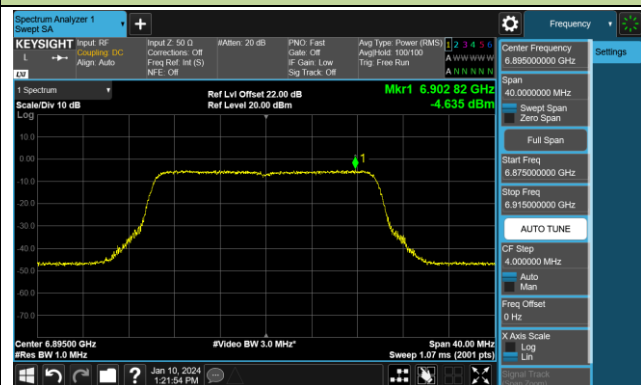 Spectrum Analyzer 1
Swept SA
Frequency
KEYSIGHT
L
LXI
Input: RF
Coupling: DC
Align: Auto
Input Z: 50 Ω
Corrections: Off
Freq Ref: Int (S)
NFE: Off
#Atten: 20 dB
PNO: Fast
Gate: Off
IF Gain: Low
Sig Track: Off
Avg Type: Power (RMS)
Avg|Hold: 100/100
Trig: Free Run
1 2 3 4 5 6
A W W W W W
A N N N N N
1 Spectrum
Scale/Div 10 dB
Log
Ref Lvl Offset 22.00 dB
Ref Level 20.00 dBm
Mkr1 6.902 82 GHz
-4.635 dBm
10.0
0.00
-10.0
-20.0
-30.0
-40.0
-50.0
-60.0
-70.0
1
Center 6.89500 GHz
#Res BW 1.0 MHz
#Video BW 3.0 MHz*
Span 40.00 MHz
Sweep 1.07 ms (2001 pts)
Jan 10, 2024
1:21:54 PM
Center Frequency
6.895000000 GHz
Settings
Span
40.0000000 MHz
Swept Span
Zero Span
Full Span
Start Freq
6.875000000 GHz
Stop Freq
6.915000000 GHz
AUTO TUNE
CF Step
4.000000 MHz
Auto
Man
Freq Offset
0 Hz
X Axis Scale
Log
Lin
Signal Track
(Span Zoom)